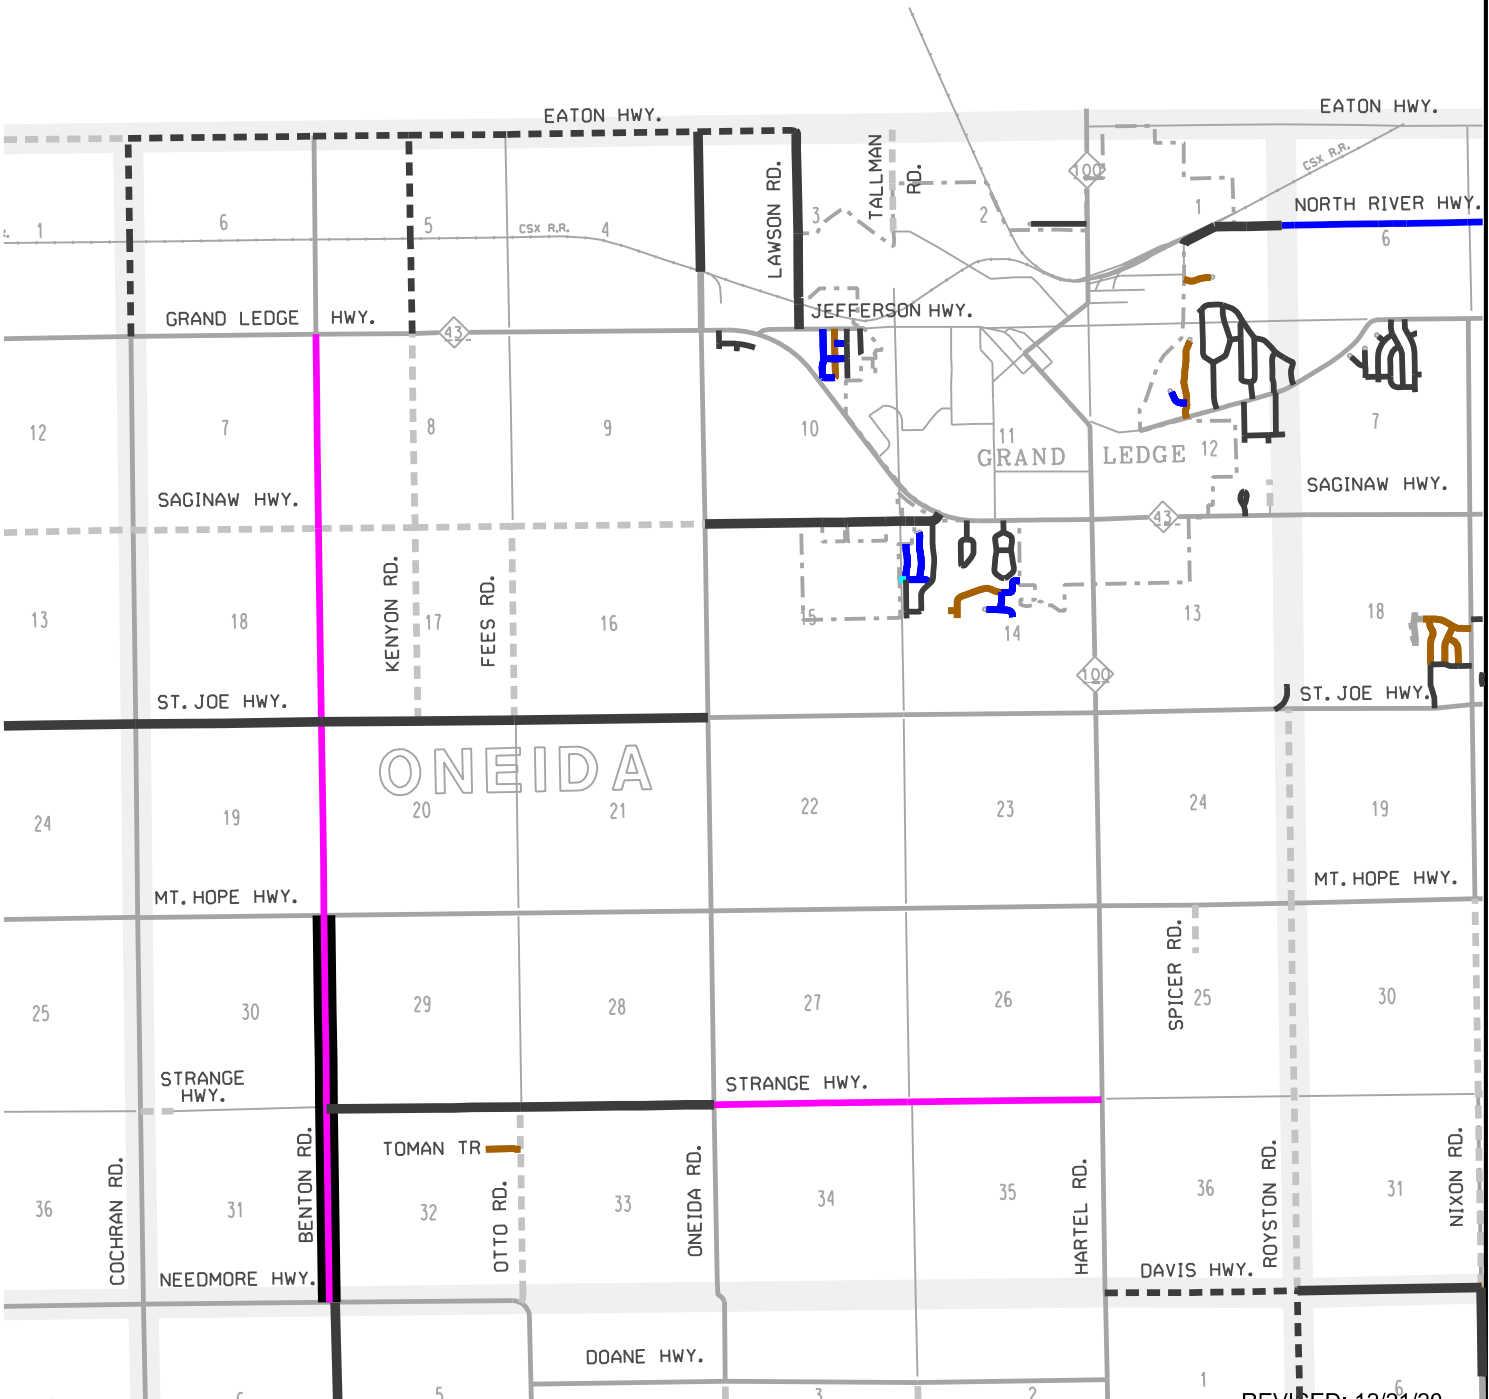 EATON HWY.
EATON HWY.
TALLMAN
RD.
LAWSON RD.
100
CSX R.R.
NORTH RIVER HWY.
1
6
5
CSX R.R.
4
3
2
1
6
GRAND LEDGE HWY.
43
JEFFERSON HWY.
12
7
8
9
10
11
12
7
GRAND LEDGE
SAGINAW HWY.
SAGINAW HWY.
43
KENYON RD.
FEES RD.
13
18
17
16
15
14
13
18
100
ST. JOE HWY.
ST. JOE HWY.
ONEIDA
24
19
20
21
22
23
24
19
MT. HOPE HWY.
MT. HOPE HWY.
SPICER RD.
25
30
29
28
27
26
25
30
STRANGE
HWY.
STRANGE HWY.
TOMAN TR
COCHRAN RD.
BENTON RD.
OTTO RD.
ONEIDA RD.
HARTEL RD.
ROYSTON RD.
NIXON RD.
36
31
32
33
34
35
36
31
NEEDMORE HWY.
DAVIS HWY.
DOANE HWY.
5
3
2
1
6